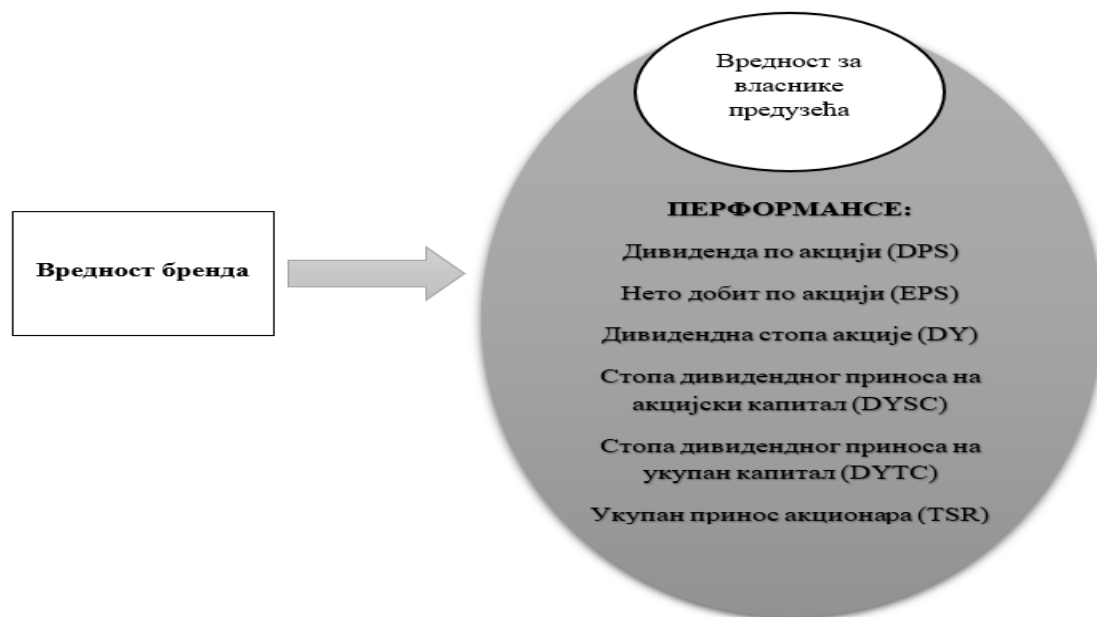 Вредност за
власнике
предузећа
ПЕРФОРМАНСЕ:
Дивиденда по акцији (DPS)
Вредност бренда
Нето добит по акцији (EPS)
Дивидендна стопа акције (DY)
Стопа дивидендног приноса на
акцијски капитал (DYSC)
Стопа дивидендног приноса на
укупан капитал (DYTC)
Укупан принос акционара (TSR)